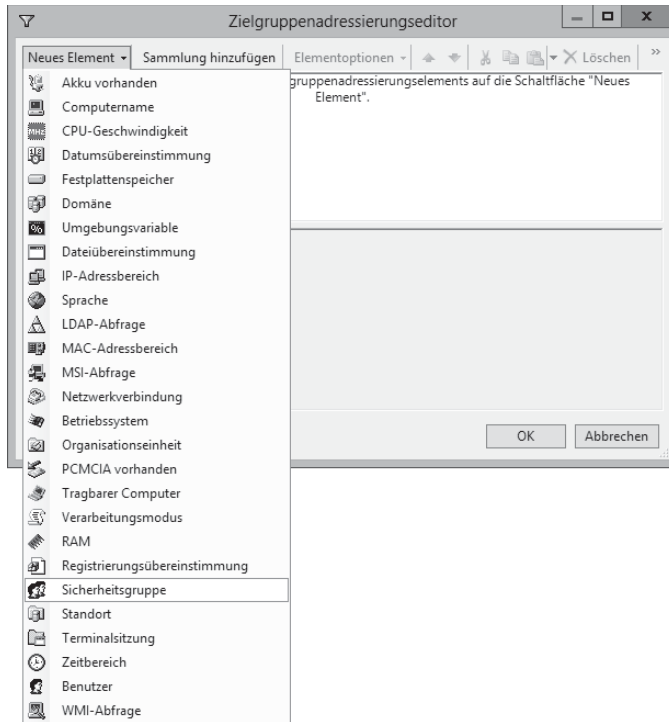 Zielgruppenadressierungseditor
Neues Element
Sammlung hinzufügen
Elementoptionen
Löschen
gruppenadressierungselements auf die Schaltfläche "Neues
Element".
Akku vorhanden
Computername
MHz
CPU-Geschwindigkeit
Datumsübereinstimmung
Festplattenspeicher
Domäne
%
Umgebungsvariable
Dateiübereinstimmung
IP-Adressbereich
Sprache
LDAP-Abfrage
MAC-Adressbereich
MSI-Abfrage
Netzwerkverbindung
Betriebssystem
Organisationseinheit
PCMCIA vorhanden
Tragbarer Computer
Verarbeitungsmodus
RAM
Registrierungsübereinstimmung
Sicherheitsgruppe
Standort
Terminalsitzung
Zeitbereich
Benutzer
WMI-Abfrage
OK
Abbrechen